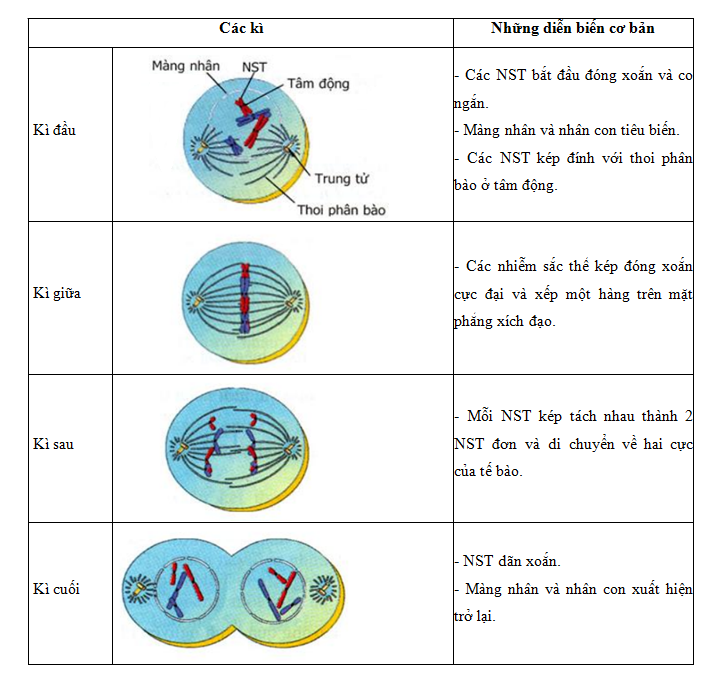 Các kì
Những diễn biến cơ bản
Kì đầu
Màng nhân
NST
Tâm động
Trung tử
Thoi phân bào
- Các NST bắt đầu đóng xoắn và co
ngắn.
- Màng nhân và nhân con tiêu biến.
- Các NST kép đính với thoi phân
bào ở tâm động.
Kì giữa
- Các nhiễm sắc thể kép đóng xoắn
cực đại và xếp một hàng trên mặt
phẳng xích đạo.
Kì sau
- Mỗi NST kép tách nhau thành 2
NST đơn và di chuyển về hai cực
của tế bào.
Kì cuối
- NST dãn xoắn.
- Màng nhân và nhân con xuất hiện
trở lại.